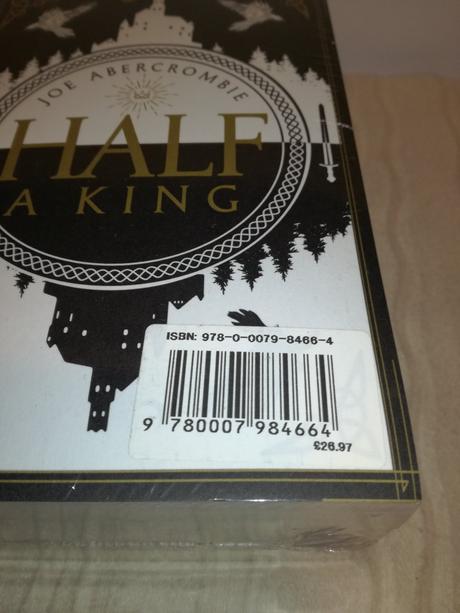 JOE ABERCROMBIE
HALF
A KING
ISBN: 978-0-0079-8466-4
9 780007 984664
£26.97